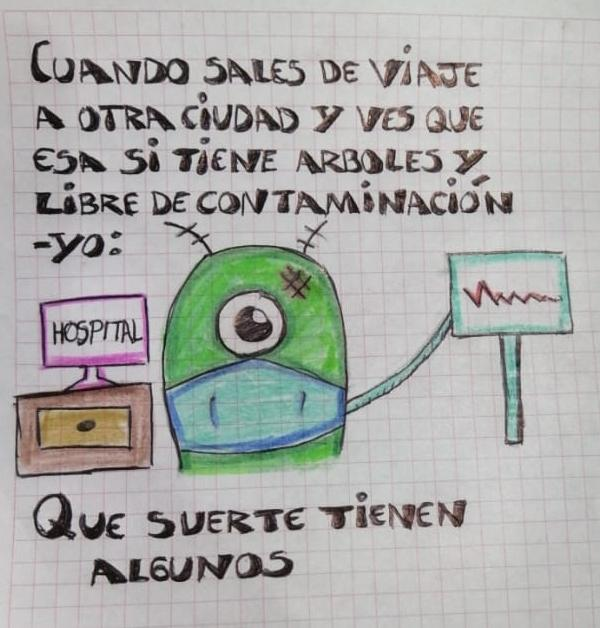 CUANDO SALES DE ViAJE
A OTRA CiUDAD Y VES QUE
ESA SI TiENE ARBOLES Y,
LiBRE DE CONTAMiNACiÓN
-YO:
HOSPITAL
QUE SUERTE TiENEN
ALGUNOS